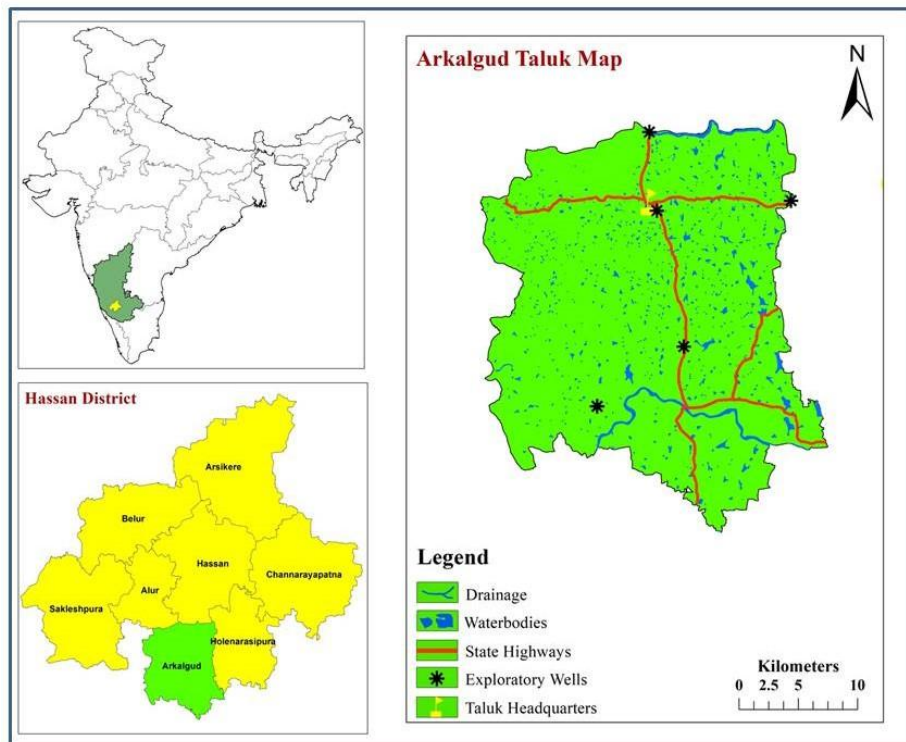 Arkalgud Taluk Map
N
Hassan District
Arsikere
Belur
Hassan
Channarayapatna
Alur
Sakleshpura
Holenarasipura
Arkalgud
Legend
Drainage
Waterbodies
State Highways
Exploratory Wells
Taluk Headquarters
Kilometers
0 2.5 5 10